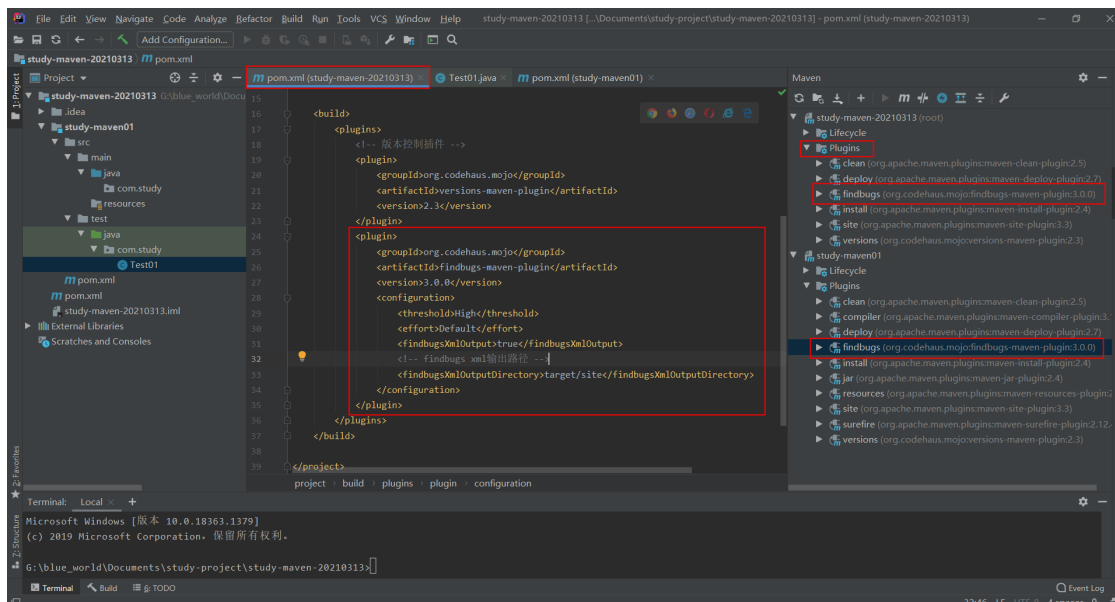 File Edit View Navigate Code Analyze Refactor Build Run Tools VCS Window Help study-maven-20210313 [...\Documents\study-project\study-maven-20210313] - pom.xml (study-maven-20210313)
Add Configuration...
study-maven-20210313 m pom.xml
1: Project
Project
study-maven-20210313 G:\blue_world\Docu
.idea
study-maven01
src
main
java
com.study
resources
test
java
com.study
Test01
m pom.xml
m pom.xml
study-maven-20210313.iml
External Libraries
Scratches and Consoles
m pom.xml (study-maven-20210313) × Test01.java × m pom.xml (study-maven01) ×
15
16 <build>
17 <plugins>
18 <!-- 版本控制插件 -->
19 <plugin>
20 <groupId>org.codehaus.mojo</groupId>
21 <artifactId>versions-maven-plugin</artifactId>
22 <version>2.3</version>
23 </plugin>
24 <plugin>
25 <groupId>org.codehaus.mojo</groupId>
26 <artifactId>findbugs-maven-plugin</artifactId>
27 <version>3.0.0</version>
28 <configuration>
29 <threshold>High</threshold>
30 <effort>Default</effort>
31 <findbugsXmlOutput>true</findbugsXmlOutput>
32 <!-- findbugs xml输出路径 -->
33 <findbugsXmlOutputDirectory>target/site</findbugsXmlOutputDirectory>
34 </configuration>
35 </plugin>
36 </plugins>
37 </build>
38
39 </project>
project › build › plugins › plugin › configuration
Maven
study-maven-20210313 (root)
Lifecycle
Plugins
clean (org.apache.maven.plugins:maven-clean-plugin:2.5)
deploy (org.apache.maven.plugins:maven-deploy-plugin:2.7)
findbugs (org.codehaus.mojo:findbugs-maven-plugin:3.0.0)
install (org.apache.maven.plugins:maven-install-plugin:2.4)
site (org.apache.maven.plugins:maven-site-plugin:3.3)
versions (org.codehaus.mojo:versions-maven-plugin:2.3)
study-maven01
Lifecycle
Plugins
clean (org.apache.maven.plugins:maven-clean-plugin:2.5)
compiler (org.apache.maven.plugins:maven-compiler-plugin:3.
deploy (org.apache.maven.plugins:maven-deploy-plugin:2.7)
findbugs (org.codehaus.mojo:findbugs-maven-plugin:3.0.0)
install (org.apache.maven.plugins:maven-install-plugin:2.4)
jar (org.apache.maven.plugins:maven-jar-plugin:2.4)
resources (org.apache.maven.plugins:maven-resources-plugin:2
site (org.apache.maven.plugins:maven-site-plugin:3.3)
surefire (org.apache.maven.plugins:maven-surefire-plugin:2.12.
versions (org.codehaus.mojo:versions-maven-plugin:2.3)
2: Favorites
7: Structure
Terminal: Local × +
Microsoft Windows [版本 10.0.18363.1379]
(c) 2019 Microsoft Corporation。保留所有权利。
G:\blue_world\Documents\study-project\study-maven-20210313>
Terminal Build 6: TODO Event Log